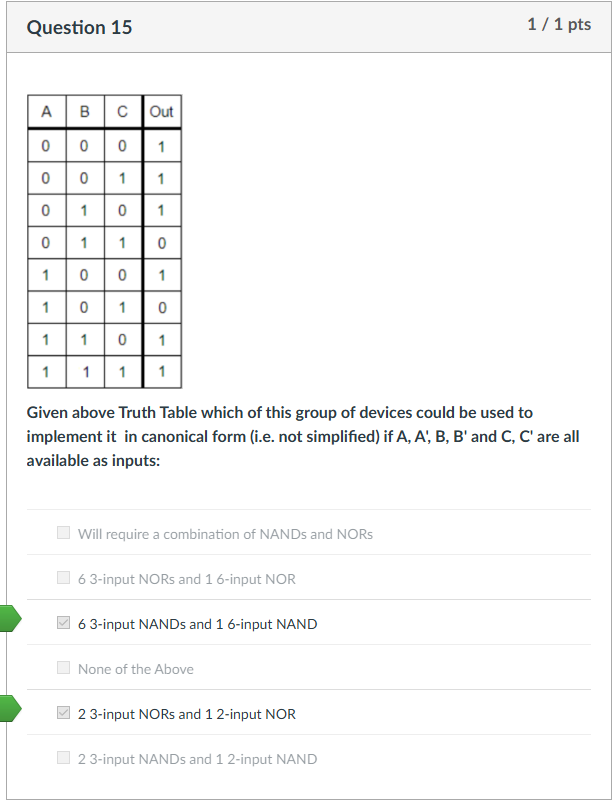 Question 15 1 / 1 pts
A B C Out
0 0 0 1
0 0 1 1
0 1 0 1
0 1 1 0
1 0 0 1
1 0 1 0
1 1 0 1
1 1 1 1
Given above Truth Table which of this group of devices could be used to
implement it in canonical form (i.e. not simplified) if A, A', B, B' and C, C' are all
available as inputs:
Will require a combination of NANDs and NORs
6 3-input NORs and 1 6-input NOR
6 3-input NANDs and 1 6-input NAND
None of the Above
2 3-input NORs and 1 2-input NOR
2 3-input NANDs and 1 2-input NAND